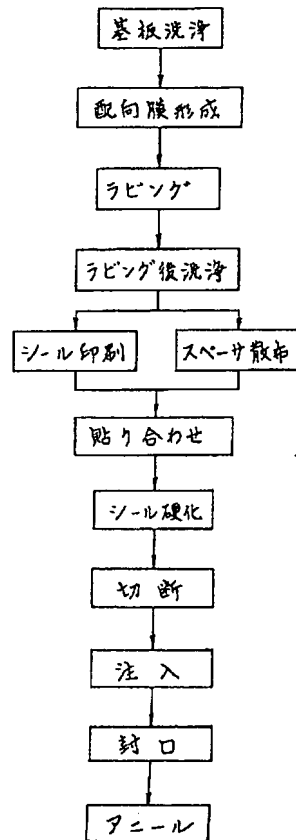 基板洗浄
配向膜形成
ラビング
ラビング後洗浄
シール印刷
スペーサ散布
貼り合わせ
シール硬化
切断
注入
封口
アニール